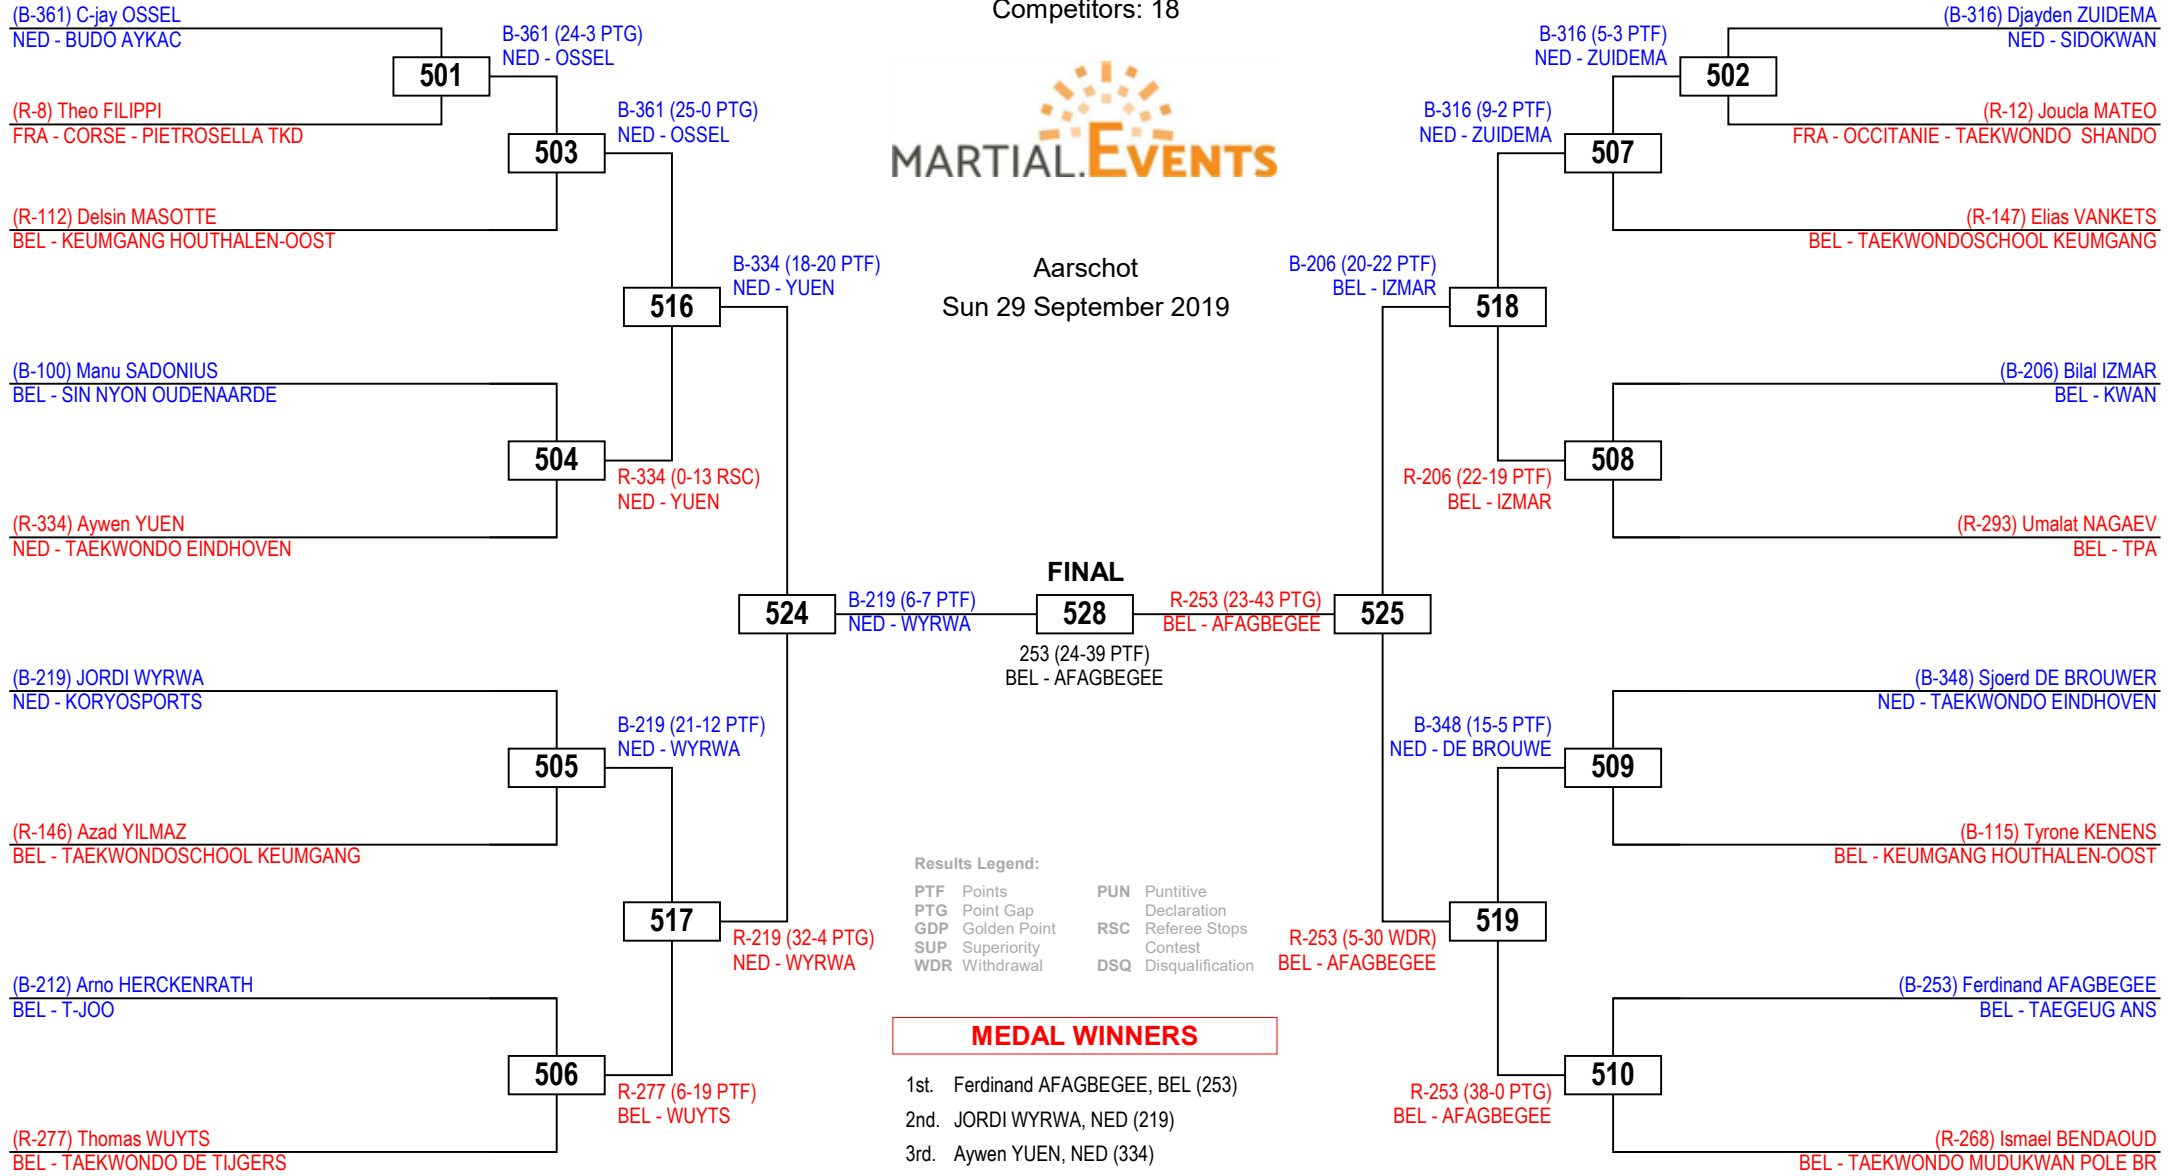 Competitors: 18
MARTIAL.EVENTS
Aarschot
Sun 29 September 2019
(B-361) C-jay OSSEL
NED - BUDO AYKAC
501
(R-8) Theo FILIPPI
FRA - CORSE - PIETROSELLA TKD
B-361 (24-3 PTG)
NED - OSSEL
503
(R-112) Delsin MASOTTE
BEL - KEUMGANG HOUTHALEN-OOST
B-361 (25-0 PTG)
NED - OSSEL
516
B-334 (18-20 PTF)
NED - YUEN
(B-100) Manu SADONIUS
BEL - SIN NYON OUDENAARDE
504
R-334 (0-13 RSC)
NED - YUEN
(R-334) Aywen YUEN
NED - TAEKWONDO EINDHOVEN
524
B-219 (6-7 PTF)
NED - WYRWA
(B-219) JORDI WYRWA
NED - KORYOSPORTS
505
B-219 (21-12 PTF)
NED - WYRWA
(R-146) Azad YILMAZ
BEL - TAEKWONDOSCHOOL KEUMGANG
517
R-219 (32-4 PTG)
NED - WYRWA
(B-212) Arno HERCKENRATH
BEL - T-JOO
506
R-277 (6-19 PTF)
BEL - WUYTS
(R-277) Thomas WUYTS
BEL - TAEKWONDO DE TIJGERS
FINAL
528
253 (24-39 PTF)
BEL - AFAGBEGEE
(B-316) Djayden ZUIDEMA
NED - SIDOKWAN
B-316 (5-3 PTF)
NED - ZUIDEMA
502
(R-12) Joucla MATEO
FRA - OCCITANIE - TAEKWONDO  SHANDO
B-316 (9-2 PTF)
NED - ZUIDEMA
507
(R-147) Elias VANKETS
BEL - TAEKWONDOSCHOOL KEUMGANG
B-206 (20-22 PTF)
BEL - IZMAR
518
(B-206) Bilal IZMAR
BEL - KWAN
508
R-206 (22-19 PTF)
BEL - IZMAR
(R-293) Umalat NAGAEV
BEL - TPA
R-253 (23-43 PTG)
BEL - AFAGBEGEE
525
(B-348) Sjoerd DE BROUWER
NED - TAEKWONDO EINDHOVEN
B-348 (15-5 PTF)
NED - DE BROUWE
509
(B-115) Tyrone KENENS
BEL - KEUMGANG HOUTHALEN-OOST
519
R-253 (5-30 WDR)
BEL - AFAGBEGEE
(B-253) Ferdinand AFAGBEGEE
BEL - TAEGEUG ANS
510
R-253 (38-0 PTG)
BEL - AFAGBEGEE
(R-268) Ismael BENDAOUD
BEL - TAEKWONDO MUDUKWAN POLE BR
Results Legend:
PTF Points
PTG Point Gap
GDP Golden Point
SUP Superiority
WDR Withdrawal
PUN Puntitive
Declaration
RSC Referee Stops
Contest
DSQ Disqualification
MEDAL WINNERS
1st. Ferdinand AFAGBEGEE, BEL (253)
2nd. JORDI WYRWA, NED (219)
3rd. Aywen YUEN, NED (334)